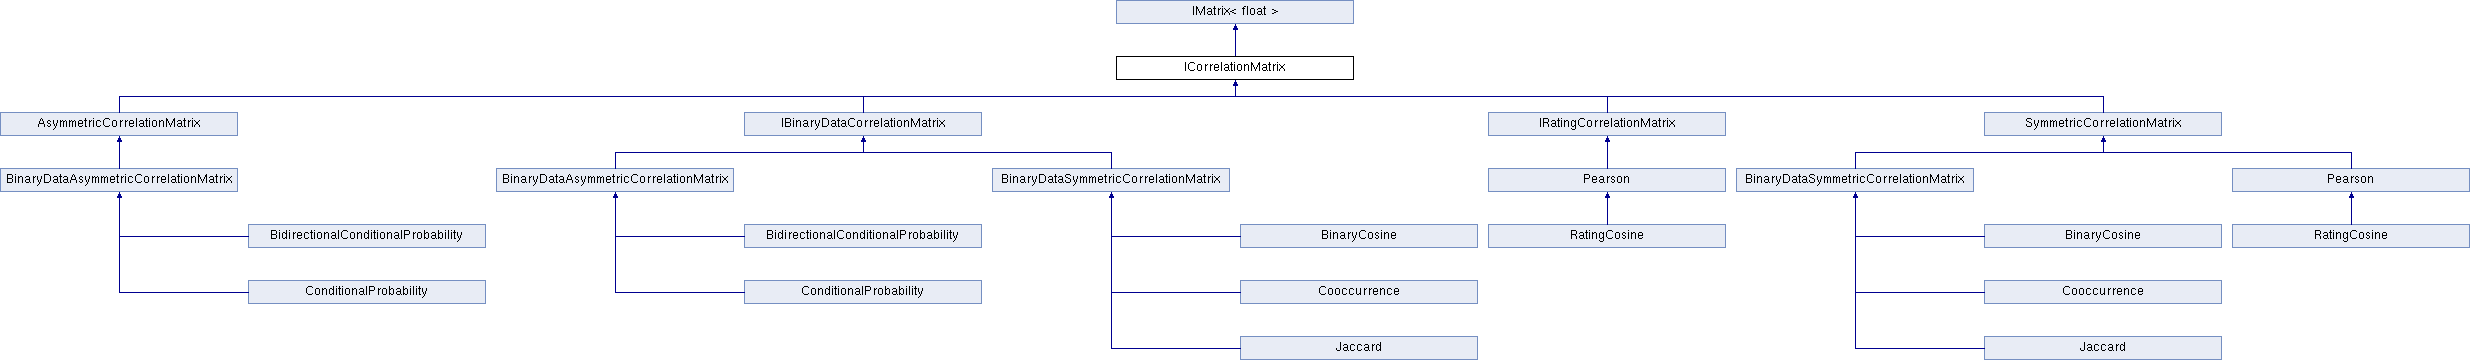 IMatrix< float >
ICorrelationMatrix
AsymmetricCorrelationMatrix
IBinaryDataCorrelationMatrix
IRatingCorrelationMatrix
SymmetricCorrelationMatrix
BinaryDataAsymmetricCorrelationMatrix
BinaryDataAsymmetricCorrelationMatrix
BinaryDataSymmetricCorrelationMatrix
Pearson
BinaryDataSymmetricCorrelationMatrix
Pearson
BidirectionalConditionalProbability
BidirectionalConditionalProbability
BinaryCosine
RatingCosine
BinaryCosine
RatingCosine
ConditionalProbability
ConditionalProbability
Cooccurrence
Cooccurrence
Jaccard
Jaccard